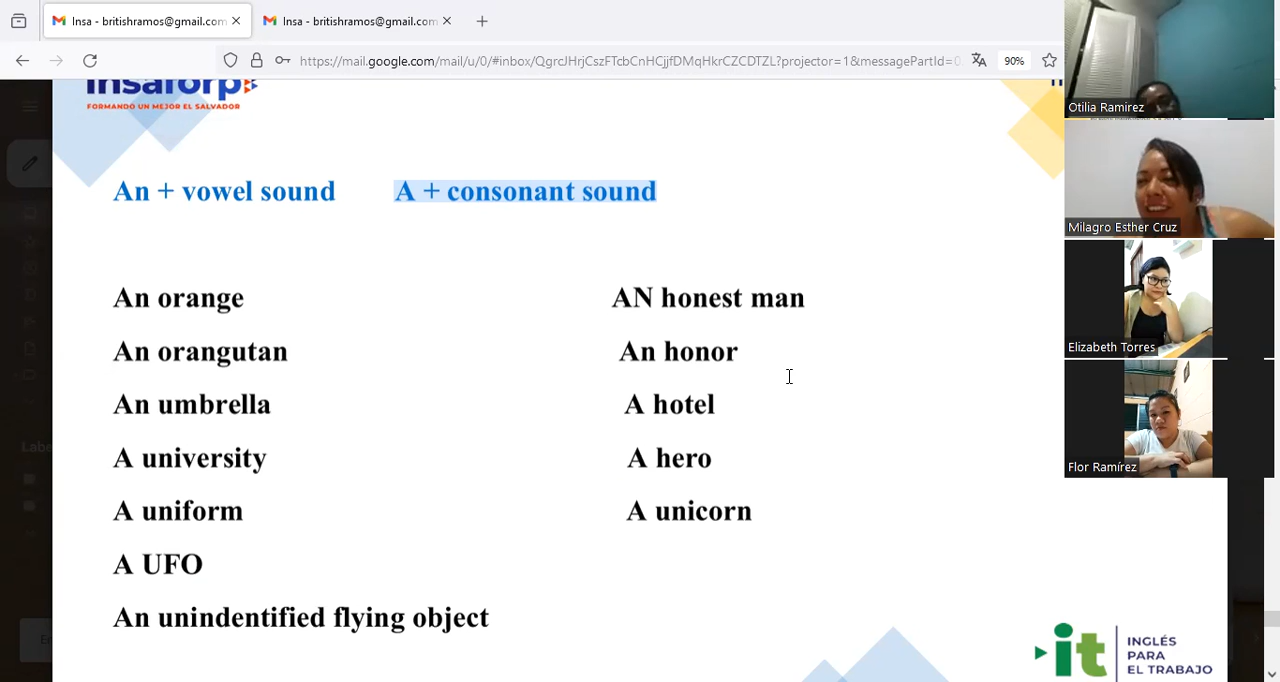 Insa - britishramos@gmail.com
Insa - britishramos@gmail.com
https://mail.google.com/mail/u/0/#inbox/QgrcJHrjCszFTcbCnHCjjfDMqHkrCZCDTZL?projector=1&messagePartId=0.
90%
insaforp
FORMANDO UN MEJOR EL SALVADOR
An + vowel sound A + consonant sound
An orange
An orangutan
An umbrella
A university
A uniform
A UFO
An unindentified flying object
AN honest man
An honor
A hotel
A hero
A unicorn
Labe
it INGLÉS
PARA
EL TRABAJO
Otilia Ramirez
Milagro Esther Cruz
Elizabeth Torres
Flor Ramírez